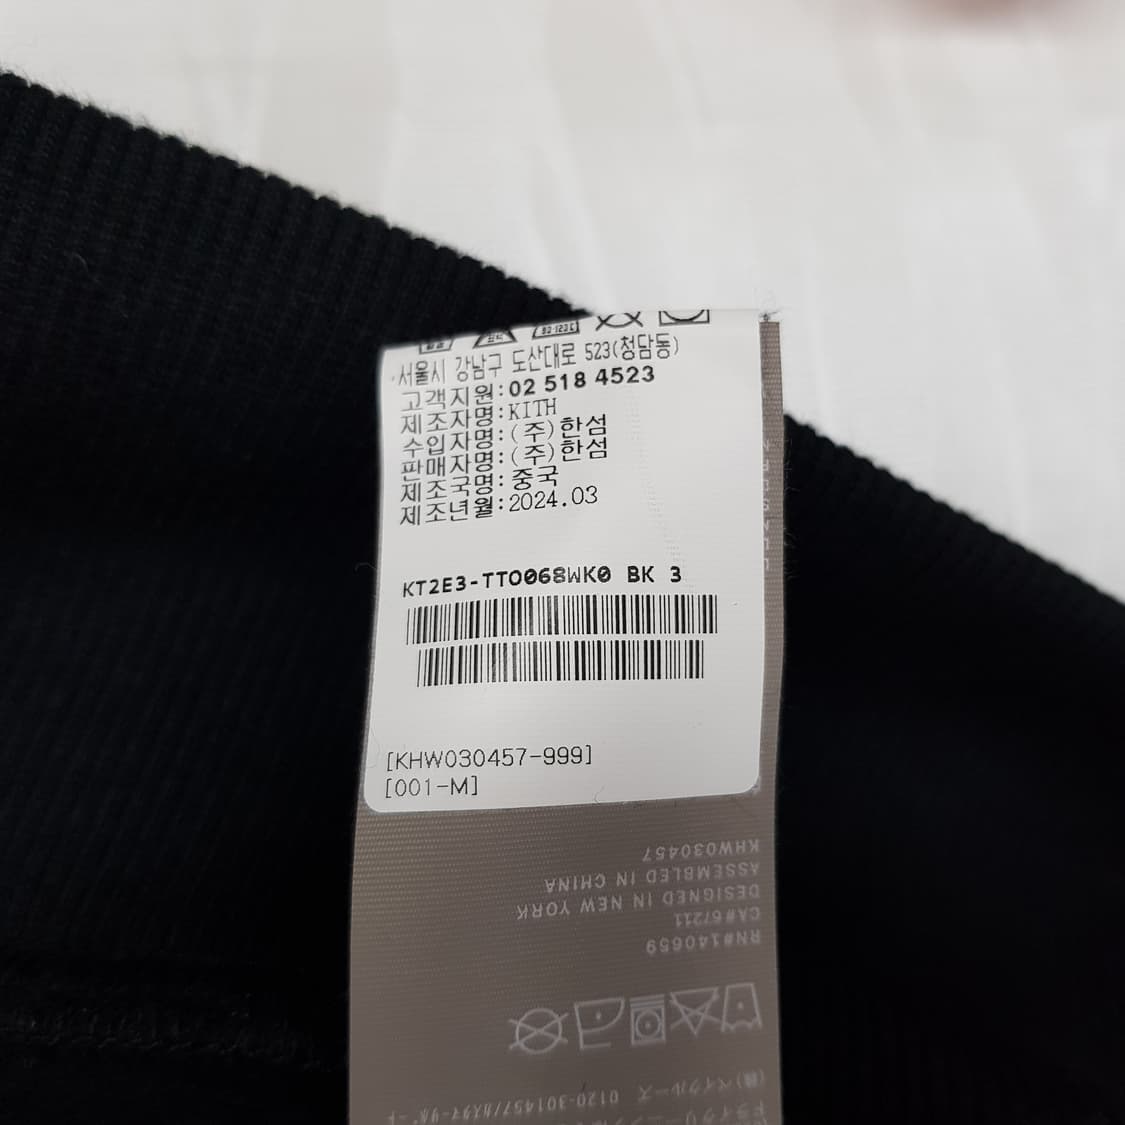 서울시 강남구 도산대로 523(청담동)
고객지원:02 518 4523
제조자명:KITH
수입자명:(주)한섬
판매자명:(주)한섬
제조국명:중국
제조년월:2024.03
KT2E3-TTO068WK0 BK 3
[KHW030457-999]
[001-M]
RN#140659
CA#67211
DESIGNED IN NEW YORK
ASSEMBLED IN CHINA
KHW030457